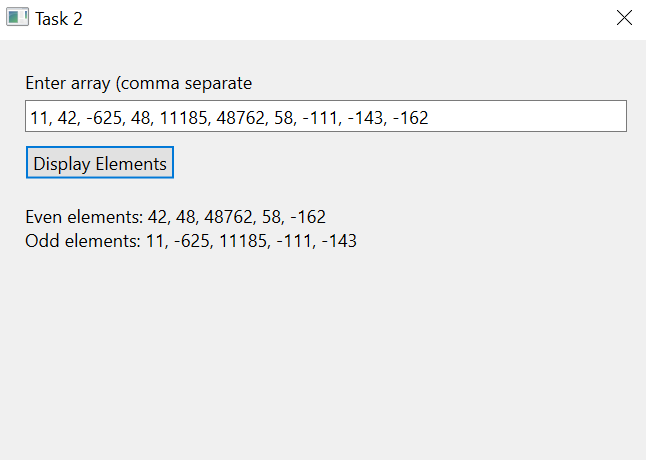 Task 2
Enter array (comma separate
11, 42, -625, 48, 11185, 48762, 58, -111, -143, -162
Display Elements
Even elements: 42, 48, 48762, 58, -162
Odd elements: 11, -625, 11185, -111, -143